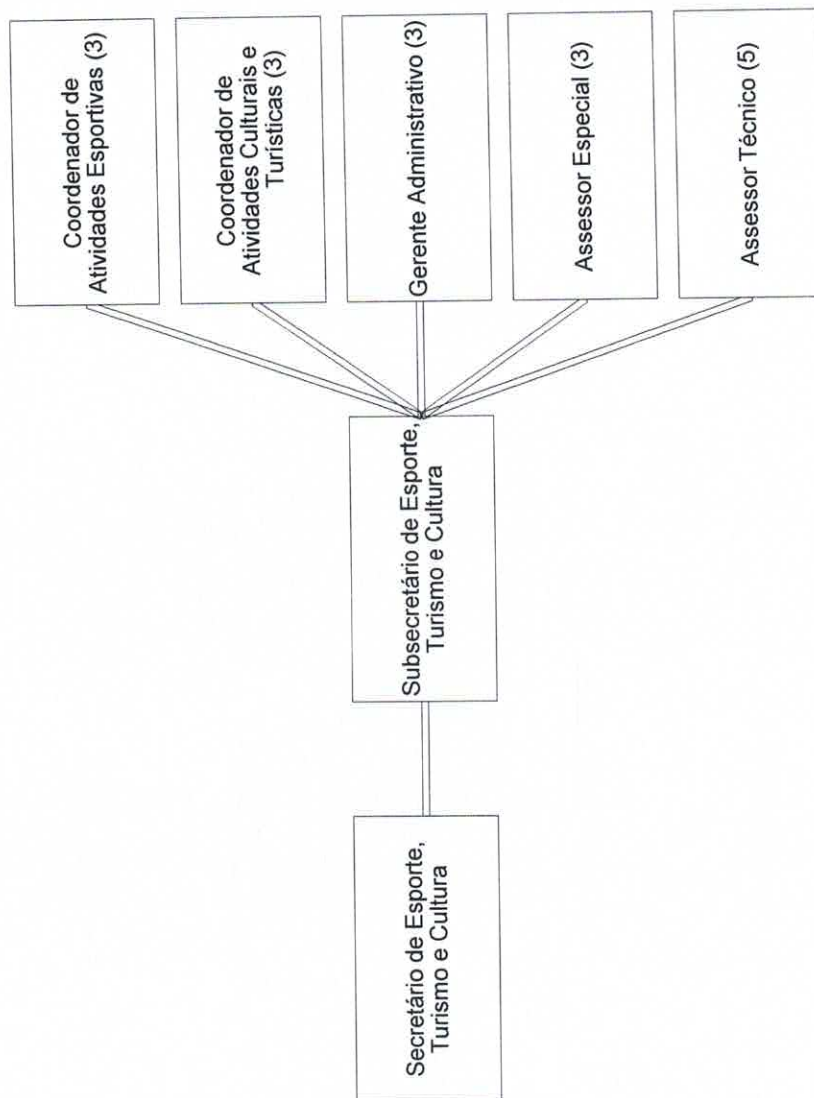 Secretário de Esporte,
Turismo e Cultura
Subsecretário de Esporte,
Turismo e Cultura
Coordenador de
Atividades Esportivas (3)
Coordenador de
Atividades Culturais e
Turísticas (3)
Gerente Administrativo (3)
Assessor Especial (3)
Assessor Técnico (5)